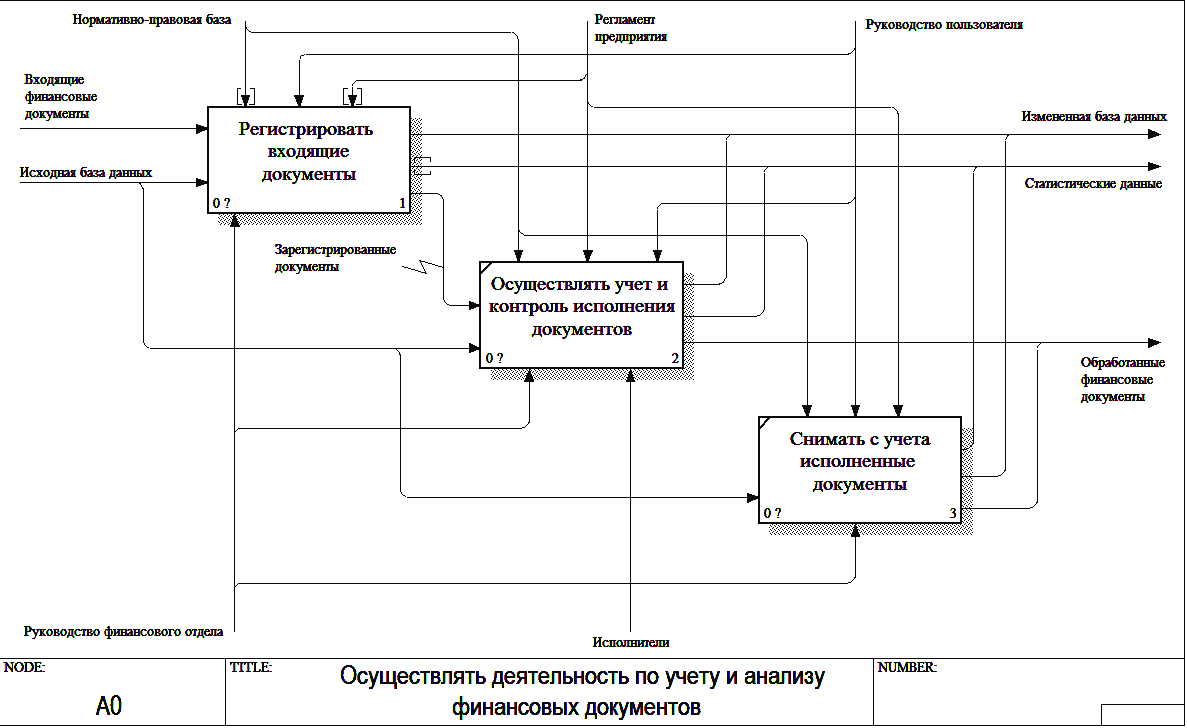 Нормативно-правовая база
Регламент
предприятия
Руководство пользователя
Входящие
финансовые
документы
Исходная база данных
Регистрировать
входящие
документы
0 ?
1
Измененная база данных
Статистические данные
Зарегистрированные
документы
Осуществлять учет и
контроль исполнения
документов
0 ?
2
Обработанные
финансовые
документы
Снимать с учета
исполненные
документы
0 ?
3
Руководство финансового отдела
Исполнители
NODE:
A0
TITLE:
Осуществлять деятельность по учету и анализу
финансовых документов
NUMBER: